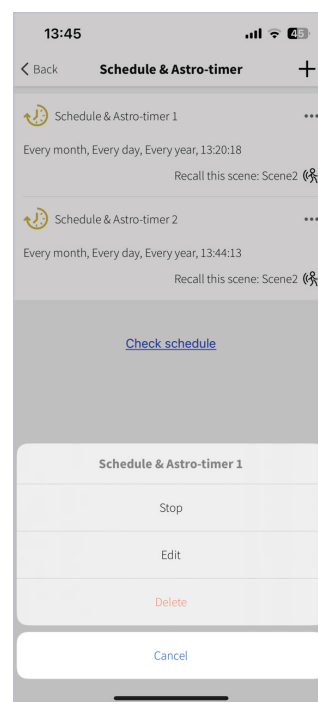 13:45
45
Back
Schedule & Astro-timer
+
Schedule & Astro-timer 1
Every month, Every day, Every year, 13:20:18
Recall this scene: Scene2
Schedule & Astro-timer 2
Every month, Every day, Every year, 13:44:13
Recall this scene: Scene2
Check schedule
Schedule & Astro-timer 1
Stop
Edit
Delete
Cancel